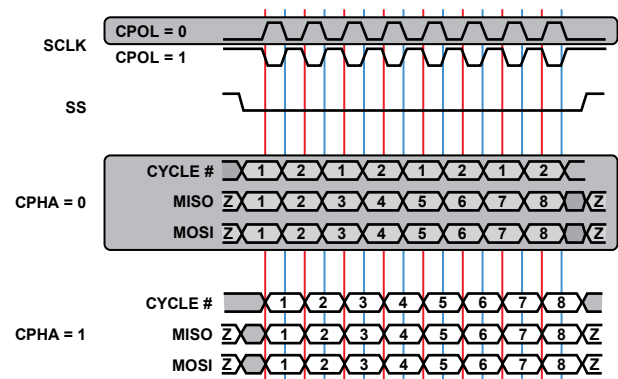 CPOL = 0
SCLK
CPOL = 1
SS
CYCLE # 1 2 1 2 1 2 1 2
CPHA = 0 MISO Z 1 2 3 4 5 6 7 8 Z
MOSI Z 1 2 3 4 5 6 7 8 Z
CYCLE # 1 2 3 4 5 6 7 8
CPHA = 1 MISO Z 1 2 3 4 5 6 7 8 Z
MOSI Z 1 2 3 4 5 6 7 8 Z